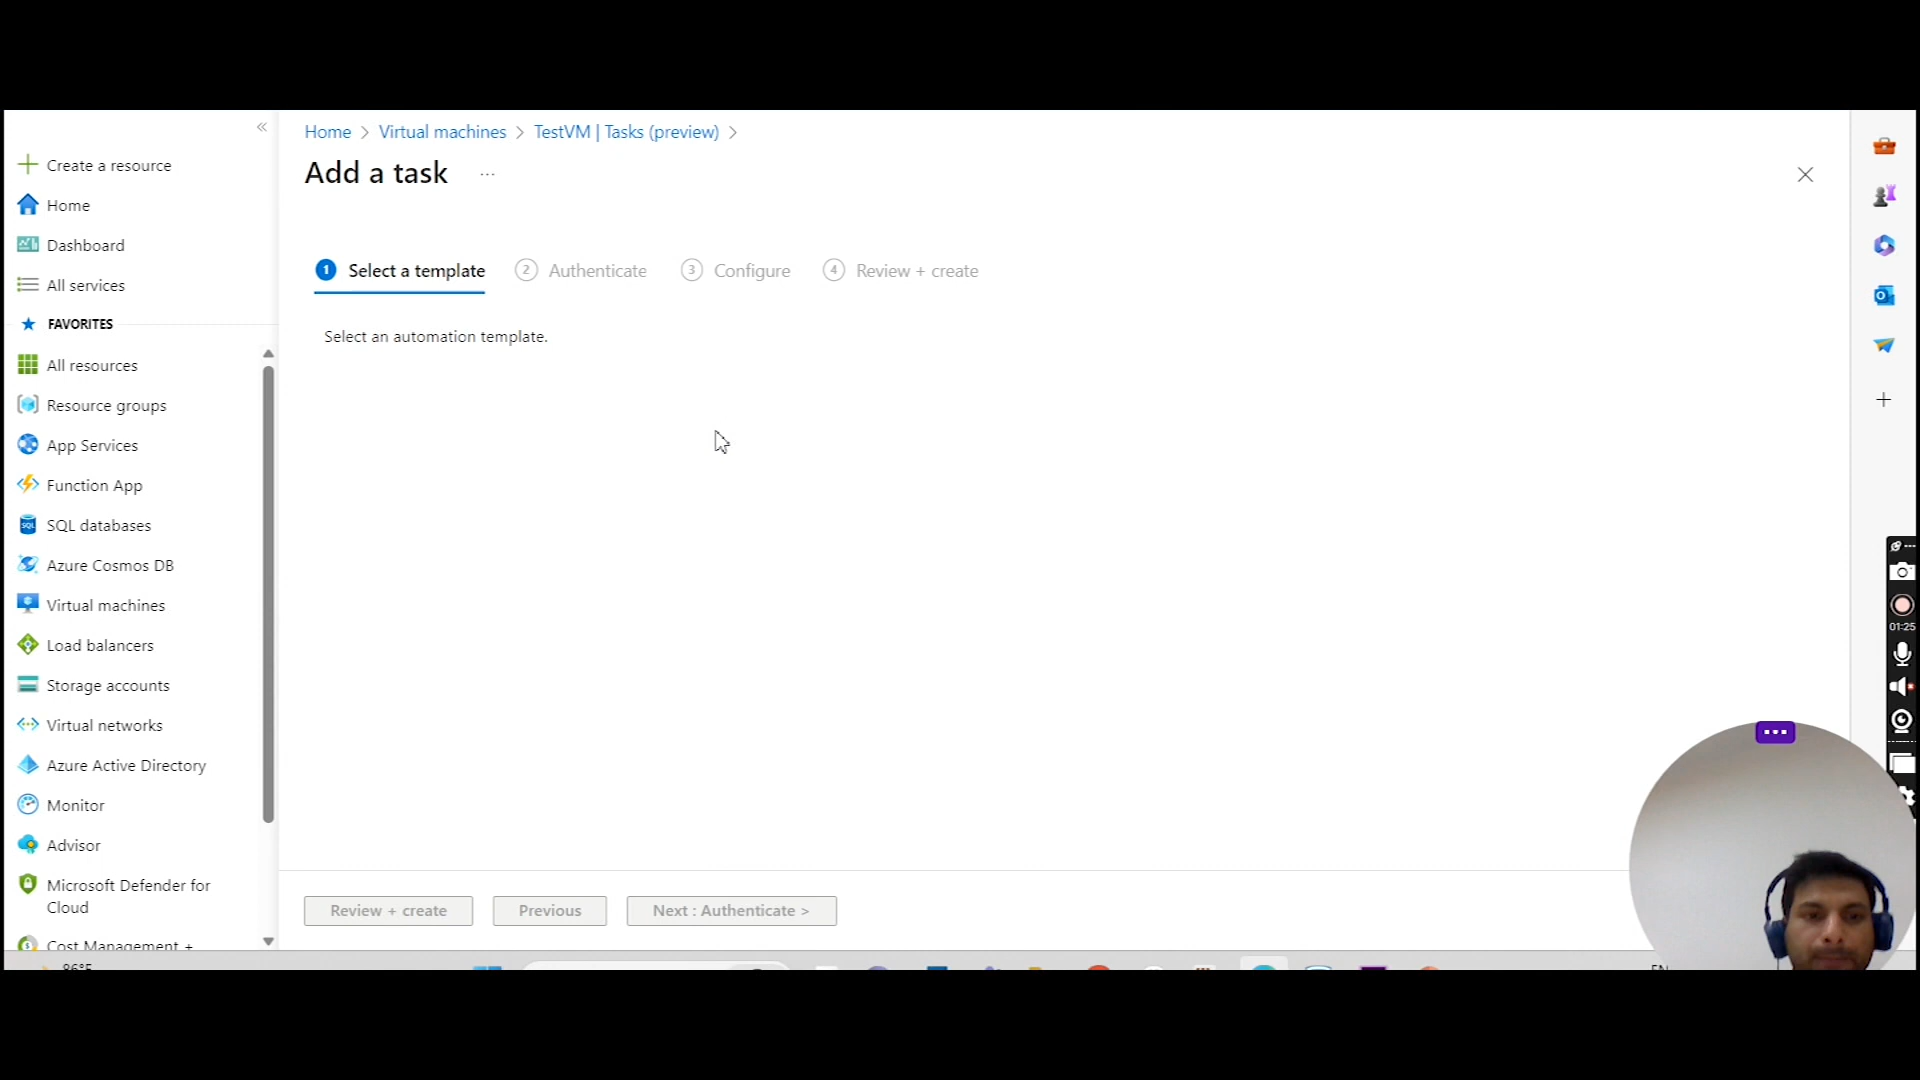 «
Create a resource
Home
Dashboard
All services
FAVORITES
All resources
Resource groups
App Services
Function App
SQL databases
Azure Cosmos DB
Virtual machines
Load balancers
Storage accounts
Virtual networks
Azure Active Directory
Monitor
Advisor
Microsoft Defender for
Cloud
Cost Management +
Home > Virtual machines > TestVM | Tasks (preview) >
Add a task ...
1 Select a template 2 Authenticate 3 Configure 4 Review + create
Select an automation template.
Review + create Previous Next : Authenticate >
01:25
86°F
EN